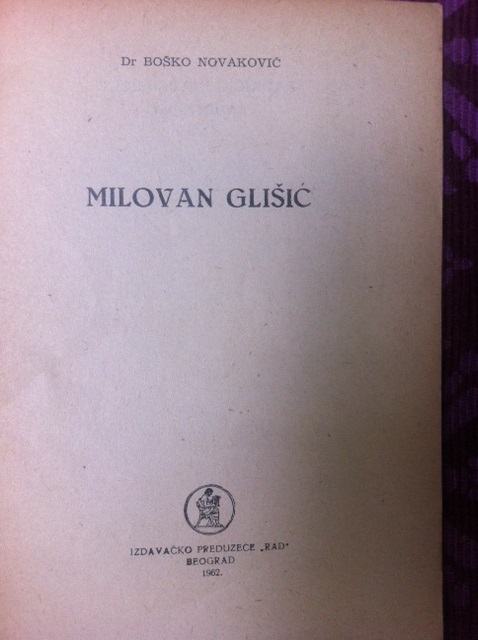 Dr BOŠKO NOVAKOVIĆ
MILOVAN GLIŠIĆ
IZDAVAČKO PREDUZEĆE „RAD"
BEOGRAD
1962.